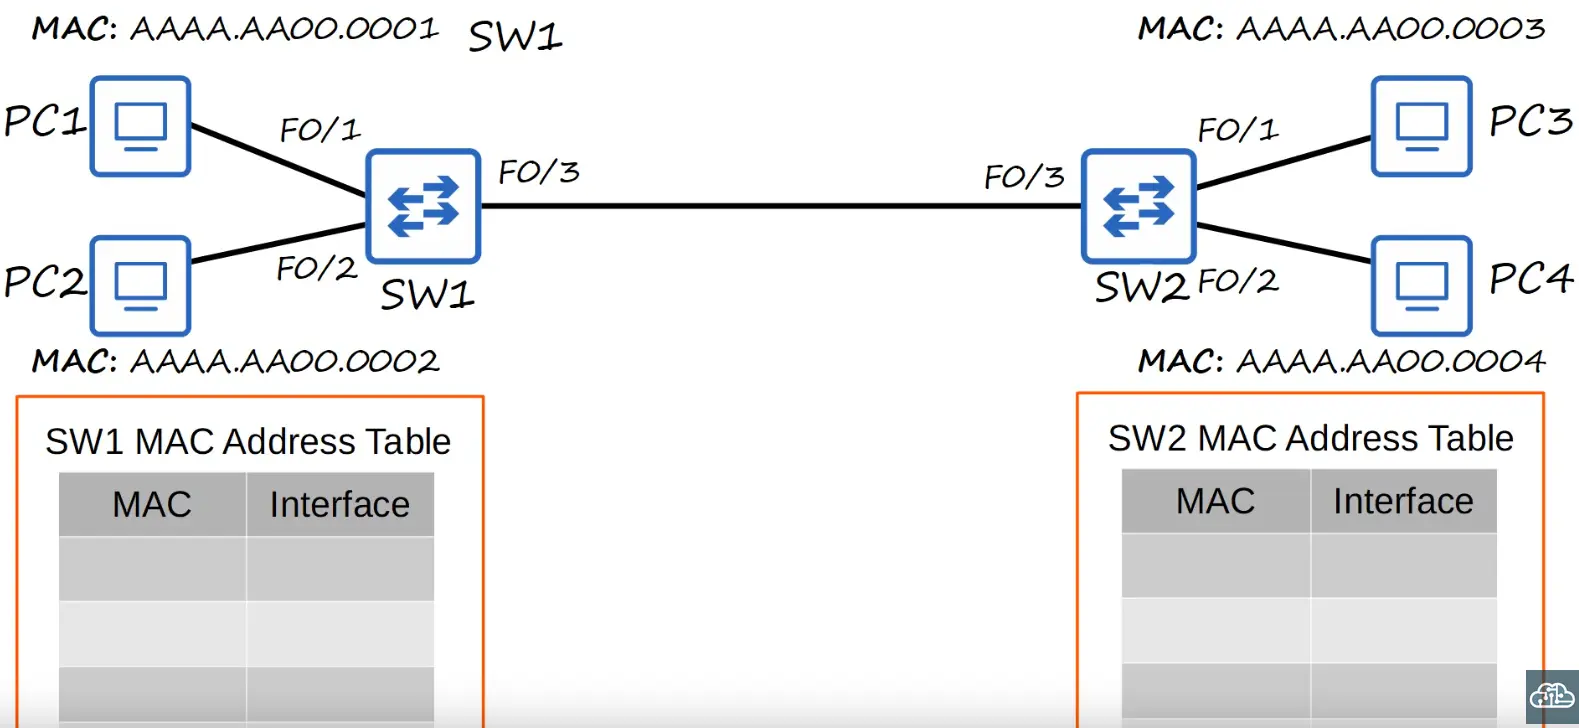 MAC: AAAA.AA00.0001
SW1
MAC: AAAA.AA00.0003
PC1
F0/1
F0/3
F0/3
F0/1
PC3
PC2
F0/2
SW1
SW2
F0/2
PC4
MAC: AAAA.AA00.0002
MAC: AAAA.AA00.0004
SW1 MAC Address Table
MAC Interface
SW2 MAC Address Table
MAC Interface